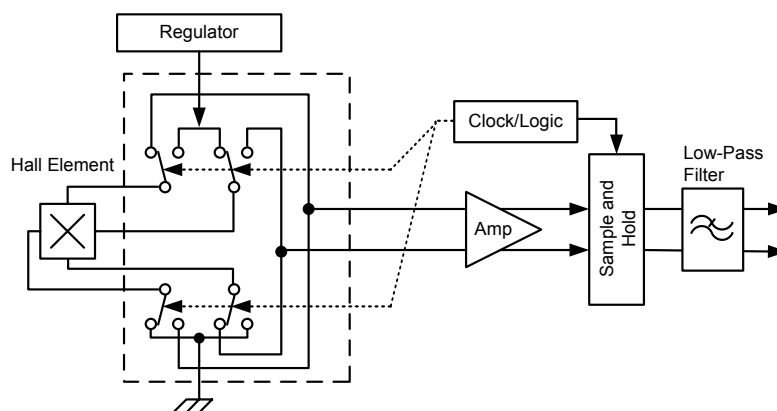 Regulator
Clock/Logic
Hall Element
Low-Pass
Filter
Amp
Sample and
Hold